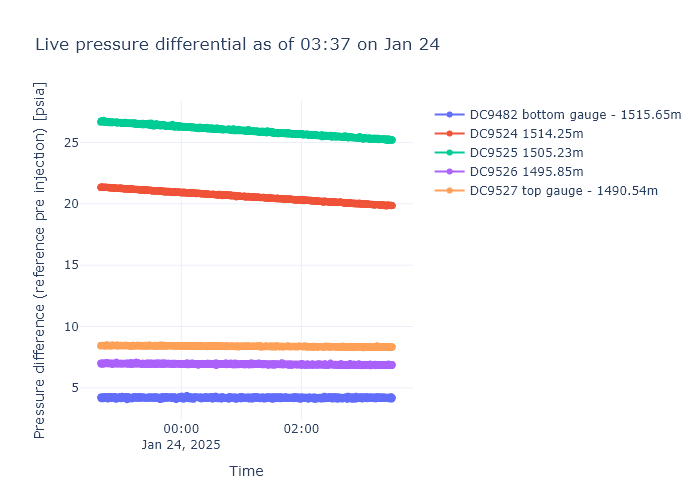 Live pressure differential as of 03:37 on Jan 24
Pressure difference (reference pre injection) [psia]
25
20
15
10
5
00:00
Jan 24, 2025
02:00
Time
DC9482 bottom gauge - 1515.65m
DC9524 1514.25m
DC9525 1505.23m
DC9526 1495.85m
DC9527 top gauge - 1490.54m